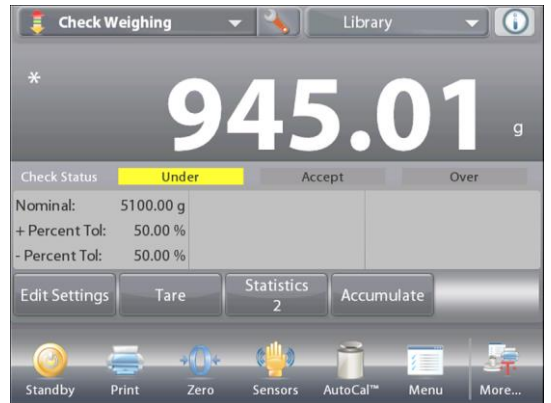 Check Weighing Library
*
945.01 g
Check Status Under Accept Over
Nominal: 5100.00 g
+ Percent Tol: 50.00 %
- Percent Tol: 50.00 %
Edit Settings Tare Statistics Accumulate
2
Standby Print Zero Sensors AutoCal™ Menu More...